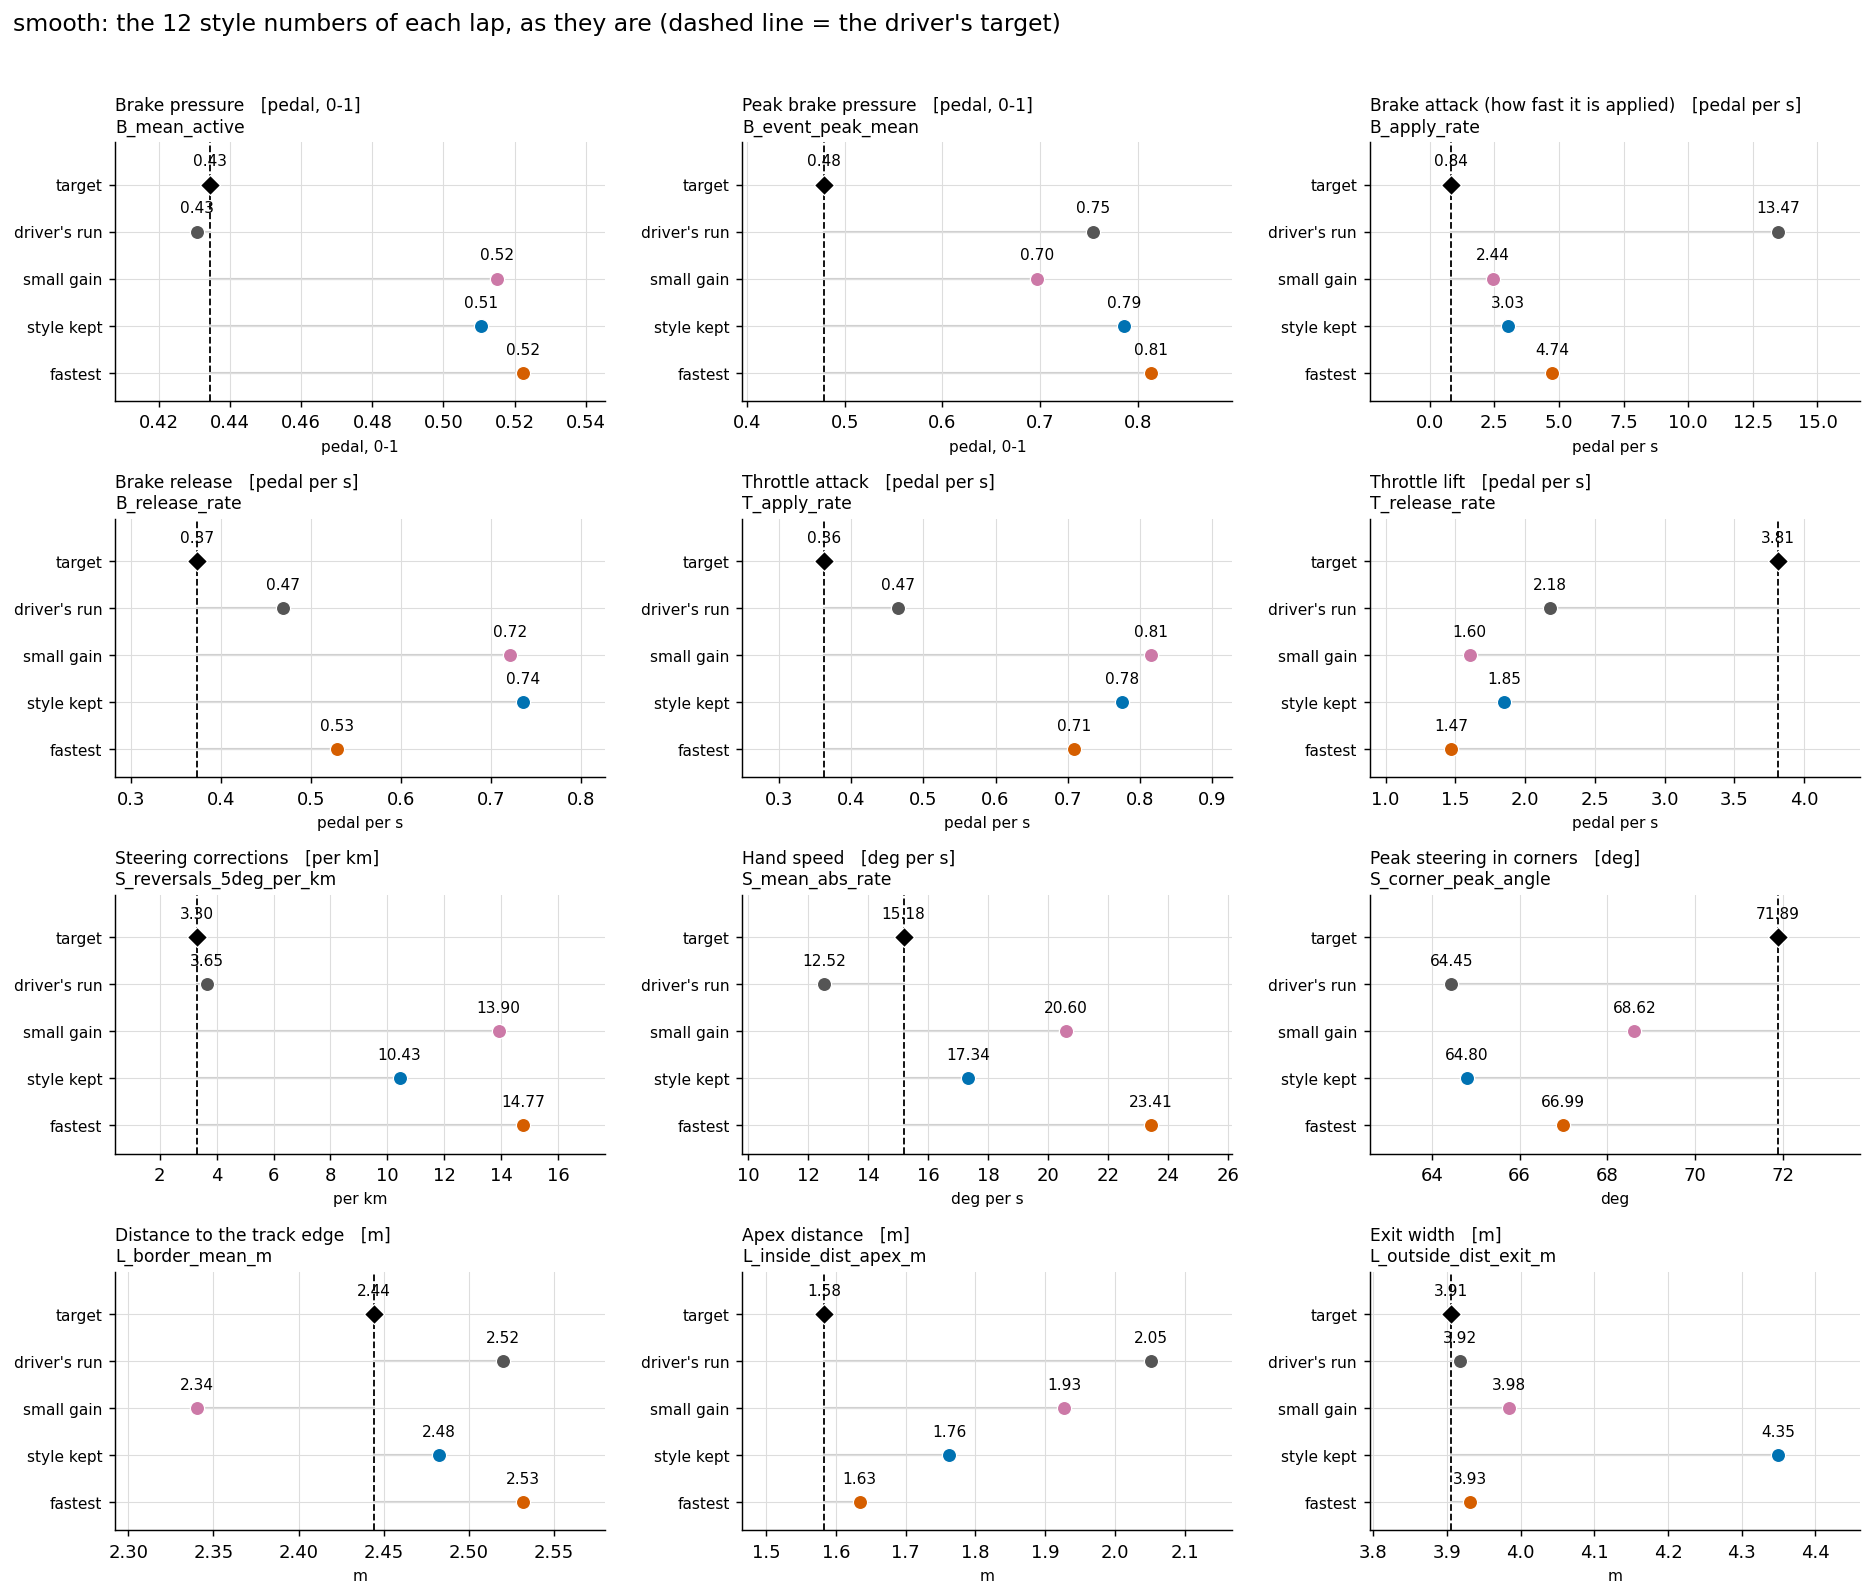 smooth: the 12 style numbers of each lap, as they are (dashed line = the driver's target)
Brake pressure   [pedal, 0-1]
B_mean_active
target
driver's run
small gain
style kept
fastest
0.43
0.43
0.52
0.51
0.52
0.42 0.44 0.46 0.48 0.50 0.52 0.54
pedal, 0-1
Peak brake pressure   [pedal, 0-1]
B_event_peak_mean
target
driver's run
small gain
style kept
fastest
0.48
0.75
0.70
0.79
0.81
0.4 0.5 0.6 0.7 0.8
pedal, 0-1
Brake attack (how fast it is applied)   [pedal per s]
B_apply_rate
target
driver's run
small gain
style kept
fastest
0.84
13.47
2.44
3.03
4.74
0.0 2.5 5.0 7.5 10.0 12.5 15.0
pedal per s
Brake release   [pedal per s]
B_release_rate
target
driver's run
small gain
style kept
fastest
0.37
0.47
0.72
0.74
0.53
0.3 0.4 0.5 0.6 0.7 0.8
pedal per s
Throttle attack   [pedal per s]
T_apply_rate
target
driver's run
small gain
style kept
fastest
0.36
0.47
0.81
0.78
0.71
0.3 0.4 0.5 0.6 0.7 0.8 0.9
pedal per s
Throttle lift   [pedal per s]
T_release_rate
target
driver's run
small gain
style kept
fastest
3.81
2.18
1.60
1.85
1.47
1.0 1.5 2.0 2.5 3.0 3.5 4.0
pedal per s
Steering corrections   [per km]
S_reversals_5deg_per_km
target
driver's run
small gain
style kept
fastest
3.30
3.65
13.90
10.43
14.77
2 4 6 8 10 12 14 16
per km
Hand speed   [deg per s]
S_mean_abs_rate
target
driver's run
small gain
style kept
fastest
15.18
12.52
20.60
17.34
23.41
10 12 14 16 18 20 22 24 26
deg per s
Peak steering in corners   [deg]
S_corner_peak_angle
target
driver's run
small gain
style kept
fastest
71.89
64.45
68.62
64.80
66.99
64 66 68 70 72
deg
Distance to the track edge   [m]
L_border_mean_m
target
driver's run
small gain
style kept
fastest
2.44
2.52
2.34
2.48
2.53
2.30 2.35 2.40 2.45 2.50 2.55
m
Apex distance   [m]
L_inside_dist_apex_m
target
driver's run
small gain
style kept
fastest
1.58
2.05
1.93
1.76
1.63
1.5 1.6 1.7 1.8 1.9 2.0 2.1
m
Exit width   [m]
L_outside_dist_exit_m
target
driver's run
small gain
style kept
fastest
3.91
3.92
3.98
4.35
3.93
3.8 3.9 4.0 4.1 4.2 4.3 4.4
m